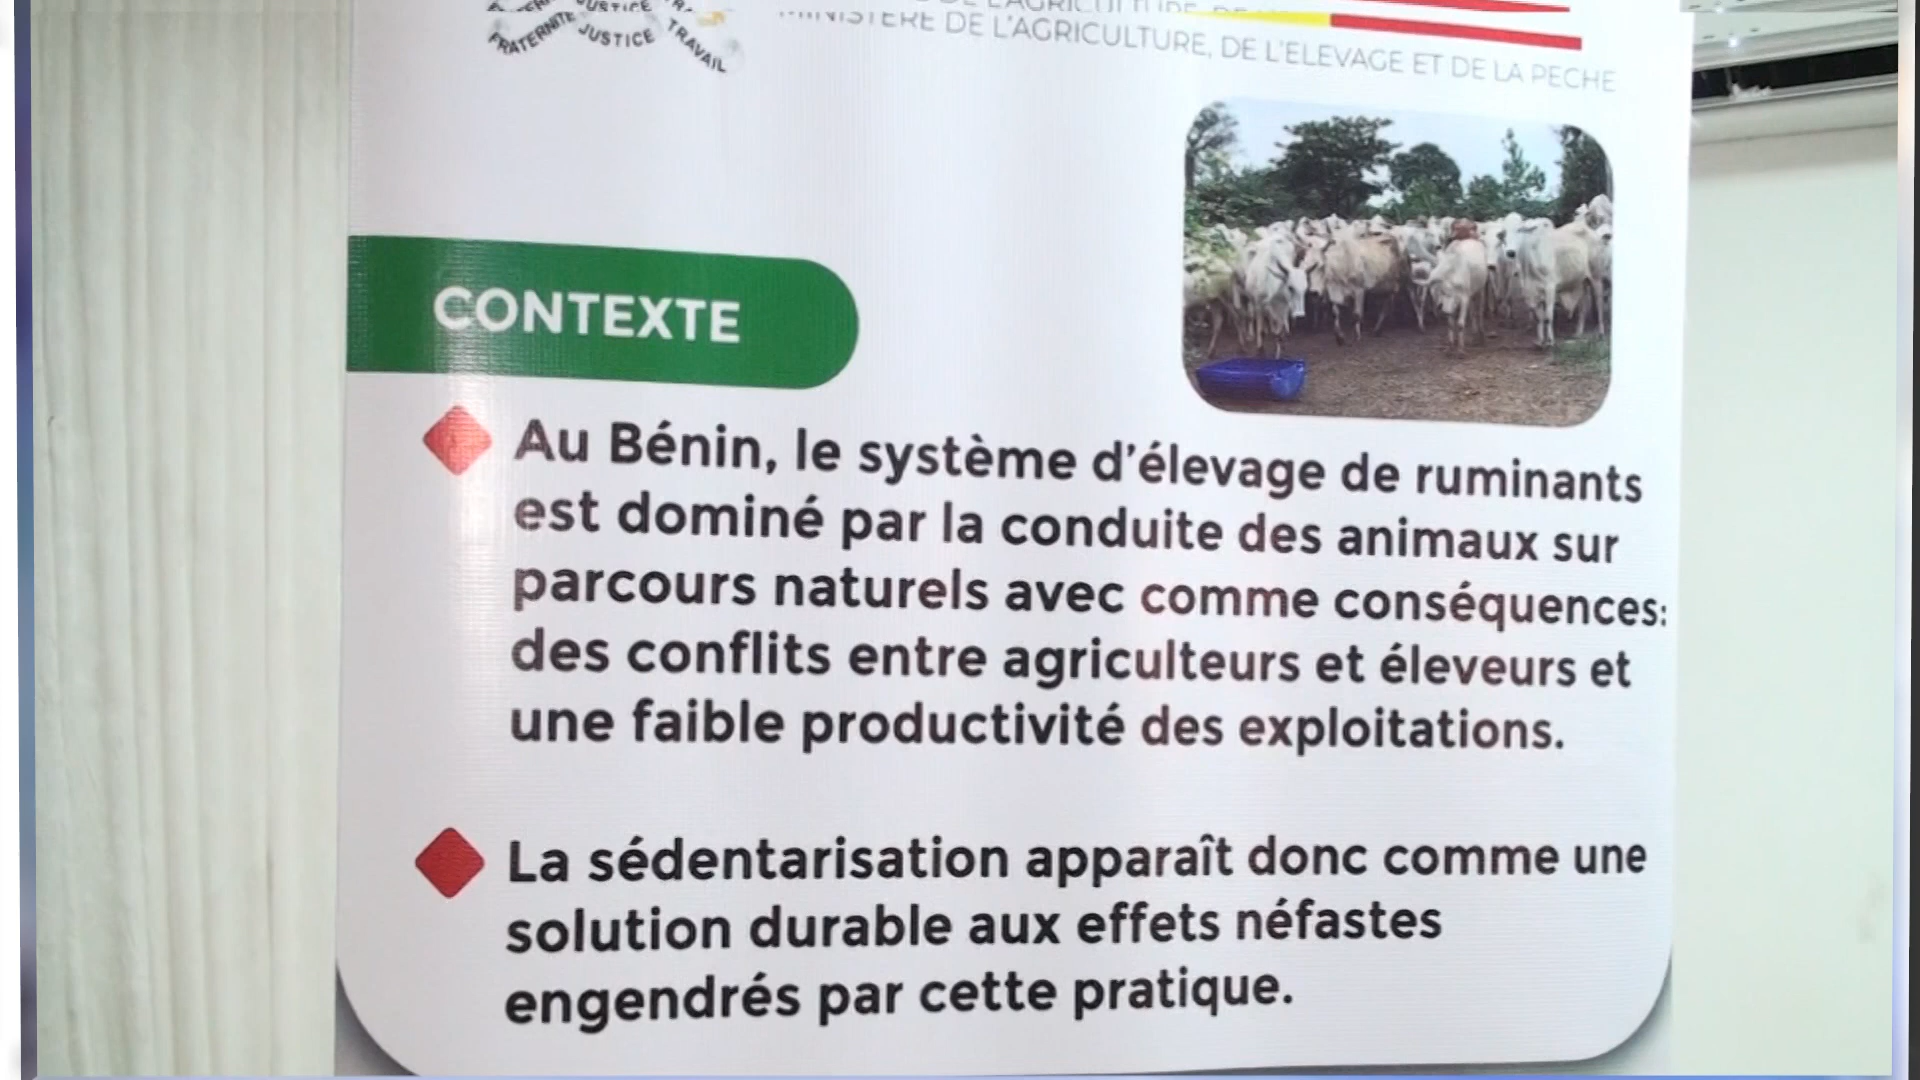 FRATERNITE JUSTICE TRAVAIL
MINISTERE DE L'AGRICULTURE, DE L'ELEVAGE ET DE LA PECHE
CONTEXTE
Au Bénin, le système d'élevage de ruminants
est dominé par la conduite des animaux sur
parcours naturels avec comme conséquences:
des conflits entre agriculteurs et éleveurs et
une faible productivité des exploitations.
La sédentarisation apparaît donc comme une
solution durable aux effets néfastes
engendrés par cette pratique.